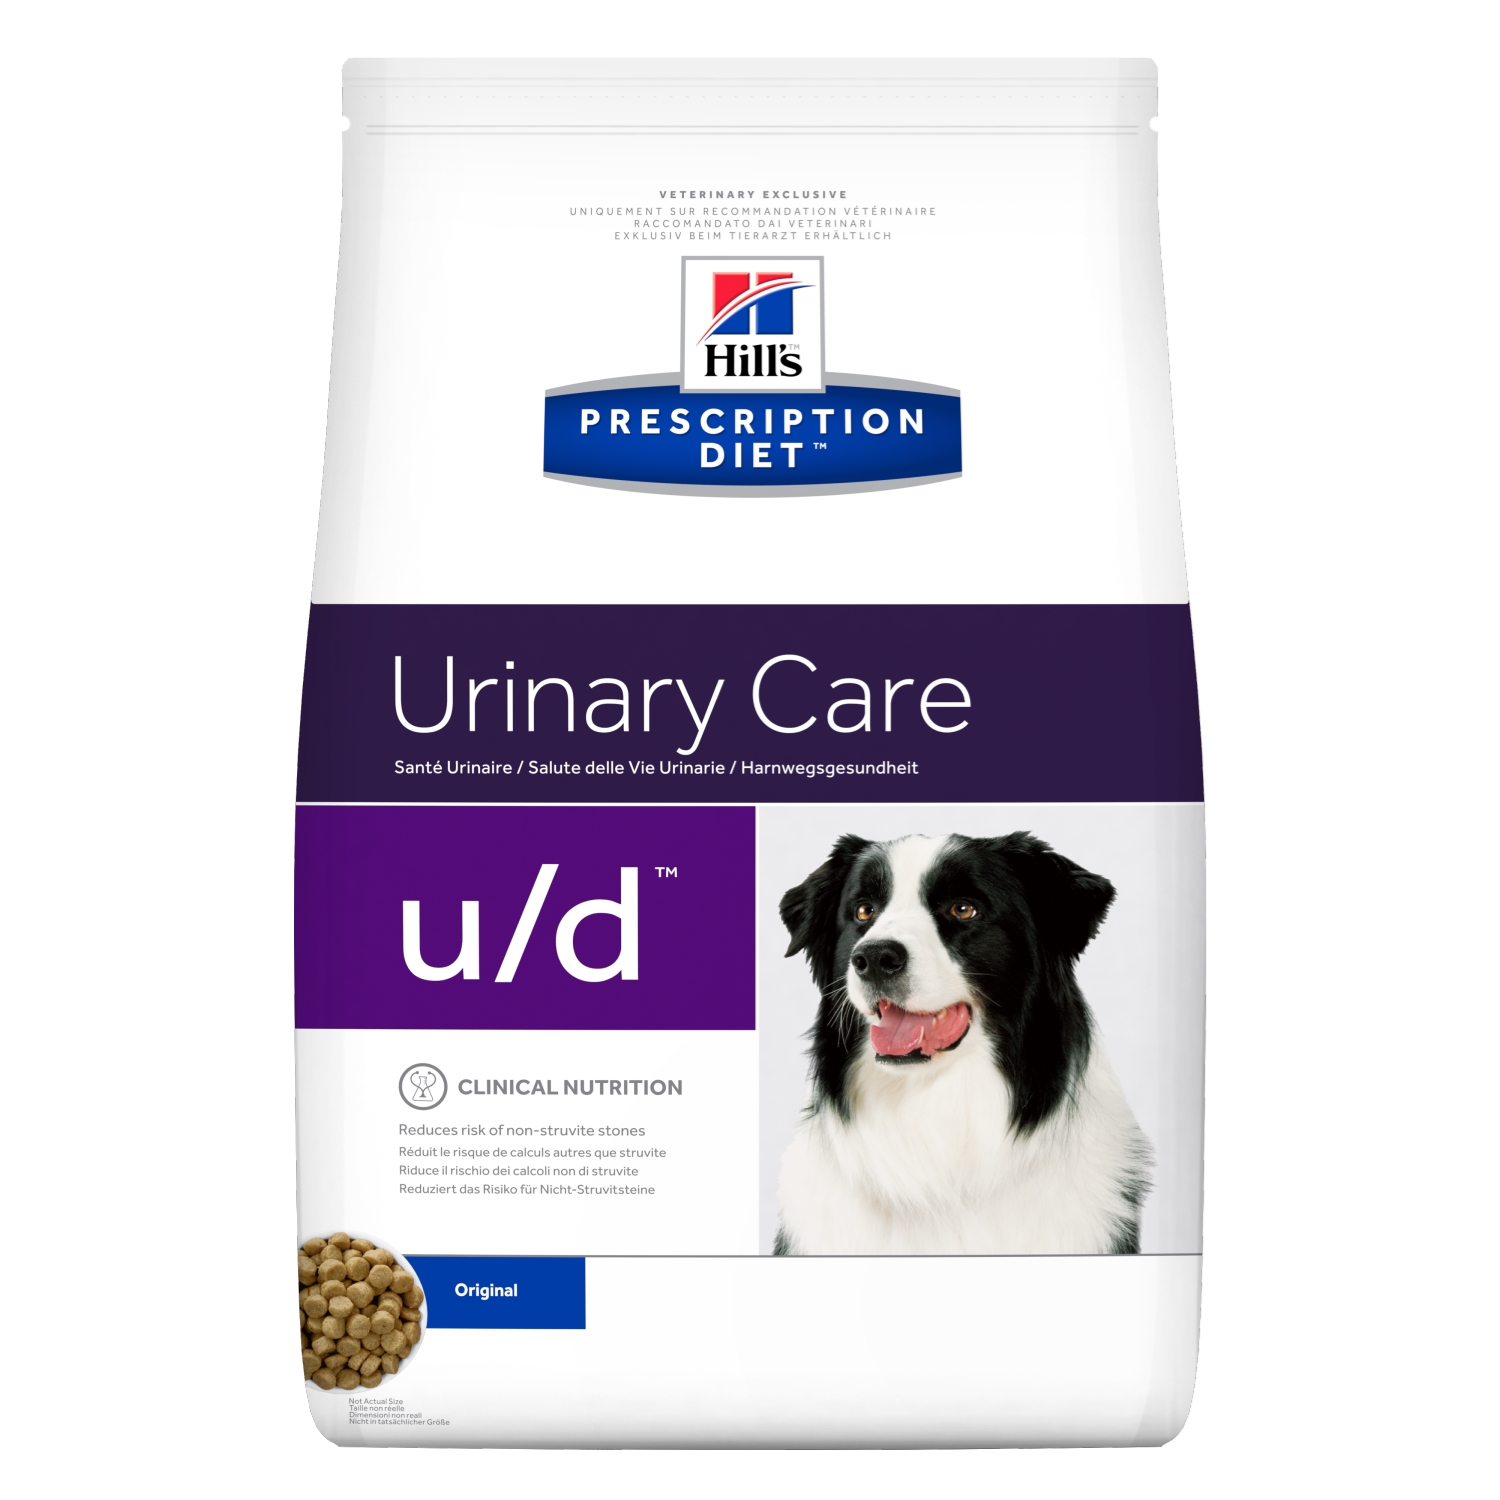 VETERINARY EXCLUSIVE
UNIQUEMENT SUR RECOMMANDATION VÉTÉRINAIRE
RACCOMANDATO DAI VETERINARI
EXKLUSIV BEIM TIERARZT ERHÄLTLICH
Hill's™
PRESCRIPTION
DIET™
Urinary Care
Santé Urinaire / Salute delle Vie Urinarie / Harnwegsgesundheit
u/d™
CLINICAL NUTRITION
Reduces risk of non-struvite stones
Réduit le risque de calculs autres que struvite
Riduce il rischio dei calcoli non di struvite
Reduziert das Risiko für Nicht-Struvitsteine
Original
Not Actual Size
Taille non réelle
Dimensioni non reali
Nicht in tatsächlicher Größe